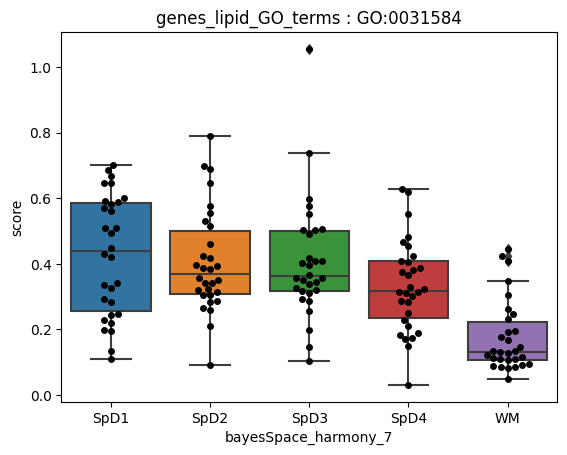 genes_lipid_GO_terms : GO:0031584
1.0
0.8
0.6
0.4
0.2
0.0
score
SpD1 SpD2 SpD3 SpD4 WM
bayesSpace_harmony_7